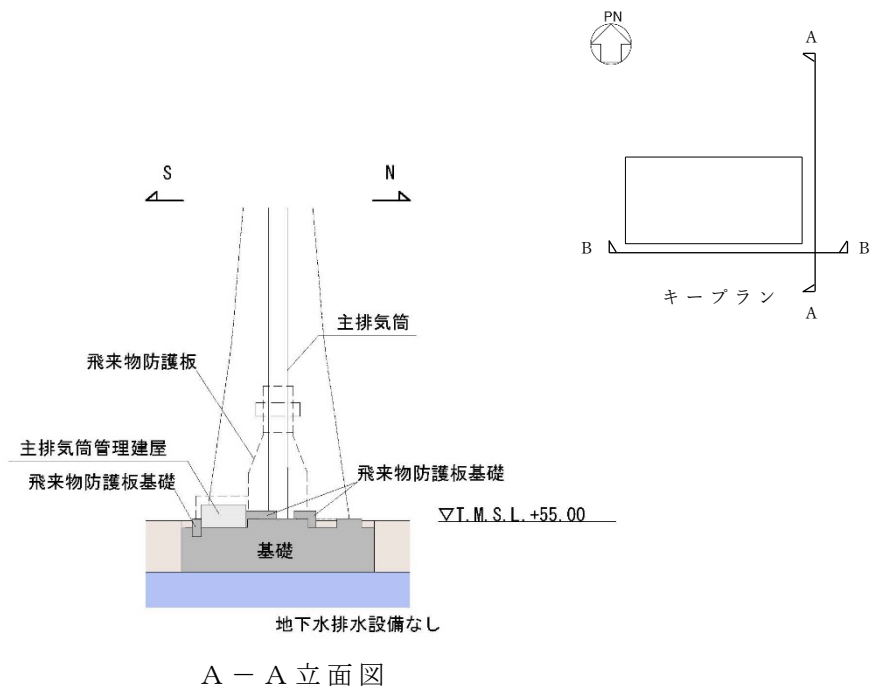 PN
A
B
B
キープラン
A
S
N
主排気筒
飛来物防護板
主排気筒管理建屋
飛来物防護板基礎
飛来物防護板基礎
▽T.M.S.L.+55.00
基礎
地下水排水設備なし
A－A立面図